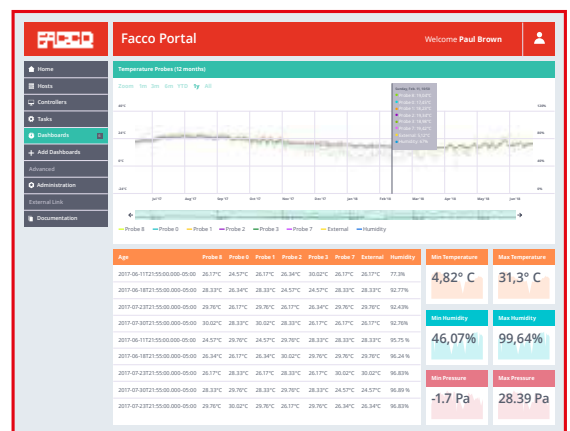 FACCO
Facco Portal
Welcome Paul Brown
Home
Hosts
Controllers
Tasks
Dashboards
Add Dashboards
Advanced
Administration
External Link
Documentation
Temperature Probes (12 months)
Zoom 1m 3m 6m YTD 1y All
Probe 8 Probe 0 Probe 1 Probe 2 Probe 3 Probe 7 External Humidity
Age Probe 8 Probe 0 Probe 1 Probe 2 Probe 3 Probe 7 External Humidity
2017-06-11T21:55:00.000-05:00 26.17°C 24.57°C 26.17°C 26.34°C 30.02°C 26.17°C 26.17°C 77.3%
2017-06-18T21:55:00.000-05:00 28.33°C 26.34°C 28.33°C 24.57°C 24.57°C 28.33°C 28.33°C 92.77%
2017-07-23T21:55:00.000-05:00 29.76°C 26.17°C 29.76°C 26.17°C 26.34°C 29.76°C 29.76°C 92.43%
2017-07-30T21:55:00.000-05:00 30.02°C 28.33°C 30.02°C 28.33°C 26.17°C 26.17°C 26.17°C 92.76%
2017-06-11T21:55:00.000-05:00 24.57°C 29.76°C 24.57°C 29.76°C 28.33°C 28.33°C 28.33°C 95.75 %
2017-06-18T21:55:00.000-05:00 26.34°C 26.17°C 26.34°C 30.02°C 29.76°C 29.76°C 29.76°C 96.24 %
2017-07-23T21:55:00.000-05:00 26.17°C 28.33°C 26.17°C 28.33°C 26.17°C 30.02°C 30.02°C 96.83%
2017-07-30T21:55:00.000-05:00 28.33°C 29.76°C 28.33°C 29.76°C 28.33°C 24.57°C 24.57°C 96.89 %
2017-07-23T21:55:00.000-05:00 29.76°C 30.02°C 29.76°C 26.17°C 29.76°C 26.34°C 26.34°C 96.83%
Min Temperature
4,82° C
Max Temperature
31,3° C
Min Humidity
46,07%
Max Humidity
99,64%
Min Pressure
-1.7 Pa
Max Pressure
28.39 Pa